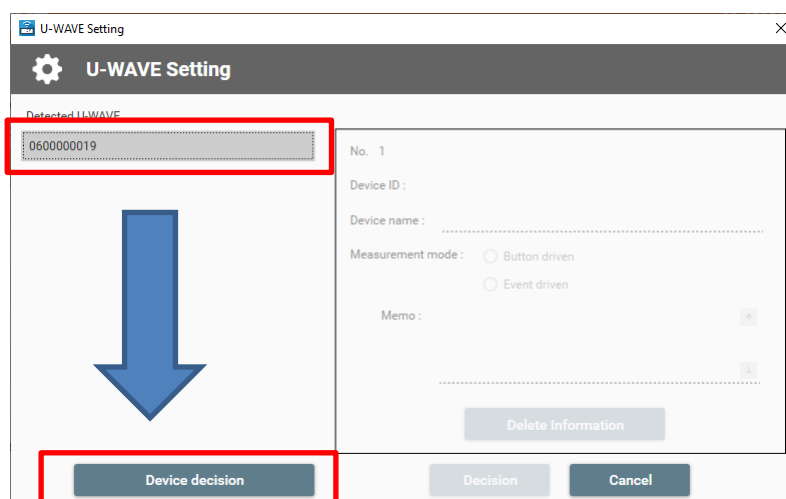 U-WAVE Setting
U-WAVE Setting
Detected U-WAVE
0600000019
No. 1
Device ID :
Device name :
Measurement mode :
Button driven
Event driven
Memo :
Delete Information
Device decision
Decision
Cancel